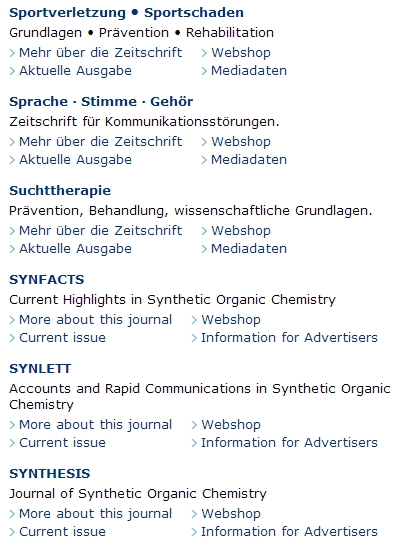 Sportverletzung • Sportschaden
Grundlagen • Prävention • Rehabilitation
> Mehr über die Zeitschrift > Webshop
> Aktuelle Ausgabe > Mediadaten
Sprache · Stimme · Gehör
Zeitschrift für Kommunikationsstörungen.
> Mehr über die Zeitschrift > Webshop
> Aktuelle Ausgabe > Mediadaten
Suchttherapie
Prävention, Behandlung, wissenschaftliche Grundlagen.
> Mehr über die Zeitschrift > Webshop
> Aktuelle Ausgabe > Mediadaten
SYNFACTS
Current Highlights in Synthetic Organic Chemistry
> More about this journal > Webshop
> Current issue > Information for Advertisers
SYNLETT
Accounts and Rapid Communications in Synthetic Organic
Chemistry
> More about this journal > Webshop
> Current issue > Information for Advertisers
SYNTHESIS
Journal of Synthetic Organic Chemistry
> More about this journal > Webshop
> Current issue > Information for Advertisers